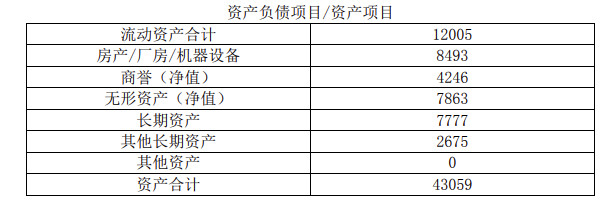 资产负债项目/资产项目
流动资产合计 12005
房产/厂房/机器设备 8493
商誉（净值） 4246
无形资产（净值） 7863
长期资产 7777
其他长期资产 2675
其他资产 0
资产合计 43059